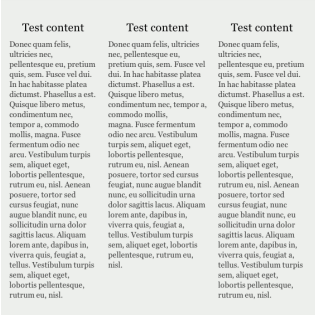 Test content
Donec quam felis,
ultricies nec,
pellentesque eu, pretium
quis, sem. Fusce vel dui.
In hac habitasse platea
dictumst. Phasellus a est.
Quisque libero metus,
condimentum nec,
tempor a, commodo
mollis, magna. Fusce
fermentum odio nec
arcu. Vestibulum turpis
sem, aliquet eget,
lobortis pellentesque,
rutrum eu, nisl. Aenean
posuere, tortor sed
cursus feugiat, nunc
augue blandit nunc, eu
sollicitudin urna dolor
sagittis lacus. Aliquam
lorem ante, dapibus in,
viverra quis, feugiat a,
tellus. Vestibulum turpis
sem, aliquet eget,
lobortis pellentesque,
rutrum eu, nisl.
Test content
Donec quam felis, ultricies
nec, pellentesque eu,
pretium quis, sem. Fusce
vel dui. In hac habitasse
platea dictumst. Phasellus
a est. Quisque libero metus,
condimentum nec, tempor a,
commodo mollis,
magna. Fusce fermentum
odio nec arcu. Vestibulum
turpis sem, aliquet eget,
lobortis pellentesque,
rutrum eu, nisl. Aenean
posuere, tortor sed cursus
feugiat, nunc augue blandit
nunc, eu sollicitudin urna
dolor sagittis lacus. Aliquam
lorem ante, dapibus in,
viverra quis, feugiat a,
tellus. Vestibulum turpis
sem, aliquet eget, lobortis
pellentesque, rutrum eu,
nisl.
Test content
Donec quam felis,
ultricies nec,
pellentesque eu, pretium
quis, sem. Fusce vel dui.
In hac habitasse platea
dictumst. Phasellus a est.
Quisque libero metus,
condimentum nec,
tempor a, commodo
mollis, magna. Fusce
fermentum odio nec
arcu. Vestibulum turpis
sem, aliquet eget,
lobortis pellentesque,
rutrum eu, nisl. Aenean
posuere, tortor sed
cursus feugiat, nunc
augue blandit nunc, eu
sollicitudin urna dolor
sagittis lacus. Aliquam
lorem ante, dapibus in,
viverra quis, feugiat a,
tellus. Vestibulum turpis
sem, aliquet eget,
lobortis pellentesque,
rutrum eu, nisl.